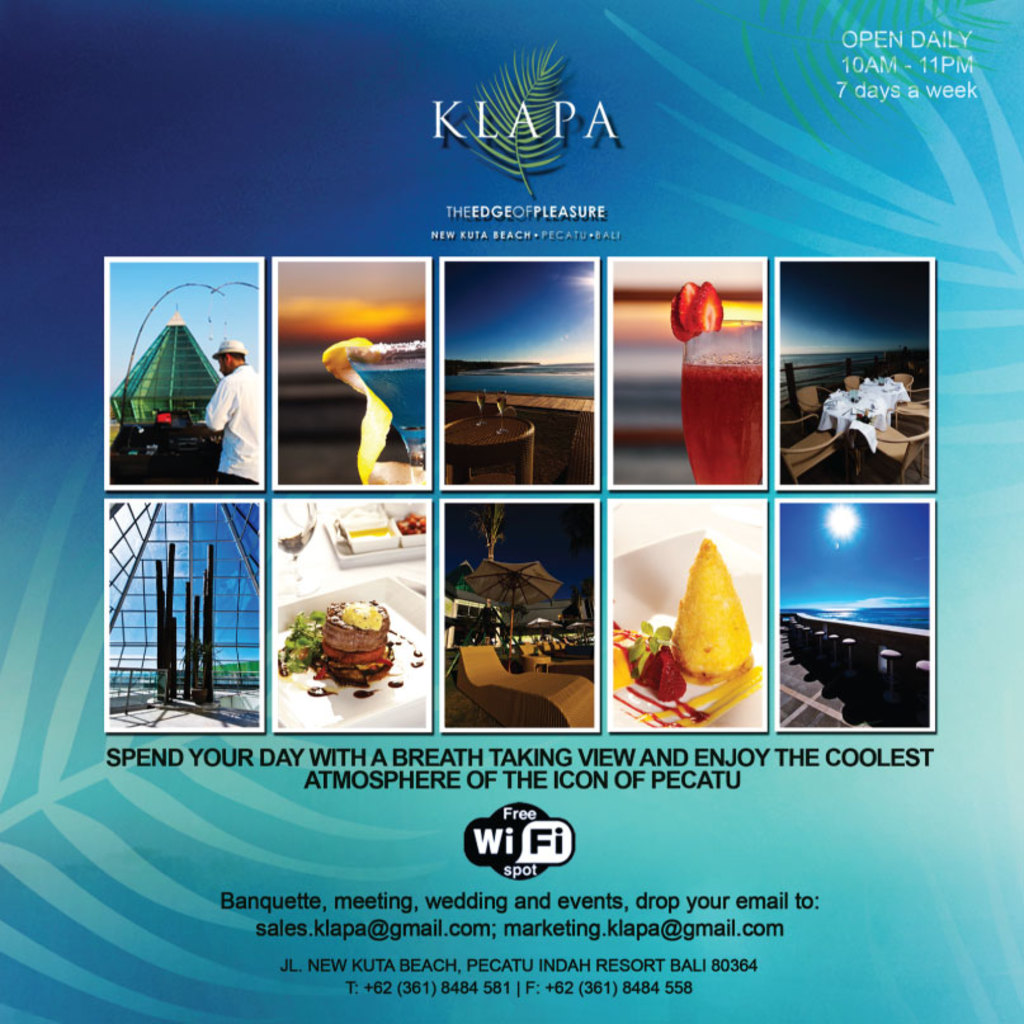 OPEN DAILY
10AM - 11PM
7 days a week
KLAPA
THEEDGEOFPLEASURE
NEW KUTA BEACH • PECATU • BALI
SPEND YOUR DAY WITH A BREATH TAKING VIEW AND ENJOY THE COOLEST
ATMOSPHERE OF THE ICON OF PECATU
Free
Wi Fi
spot
Banquette, meeting, wedding and events, drop your email to:
sales.klapa@gmail.com; marketing.klapa@gmail.com
JL. NEW KUTA BEACH, PECATU INDAH RESORT BALI 80364
T: +62 (361) 8484 581 | F: +62 (361) 8484 558